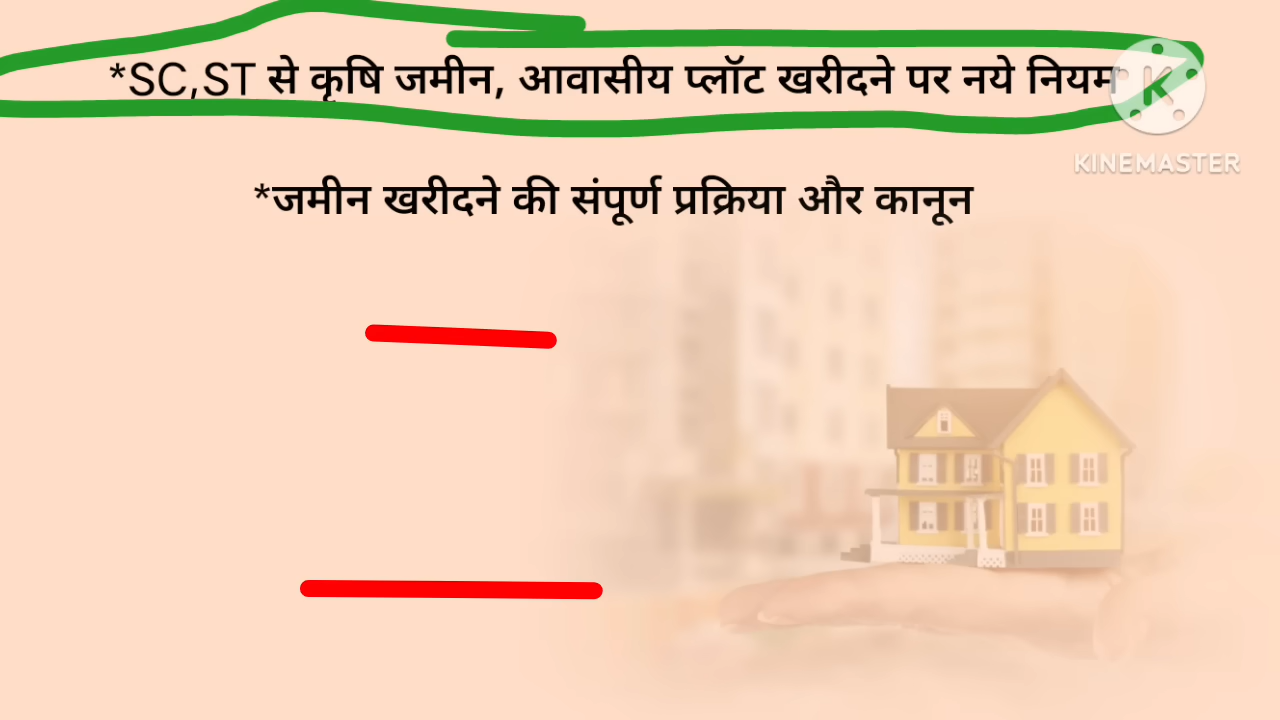 *SC,ST से कृषि जमीन, आवासीय प्लॉट खरीदने पर नये नियम
KINEMASTER
*जमीन खरीदने की संपूर्ण प्रक्रिया और कानून